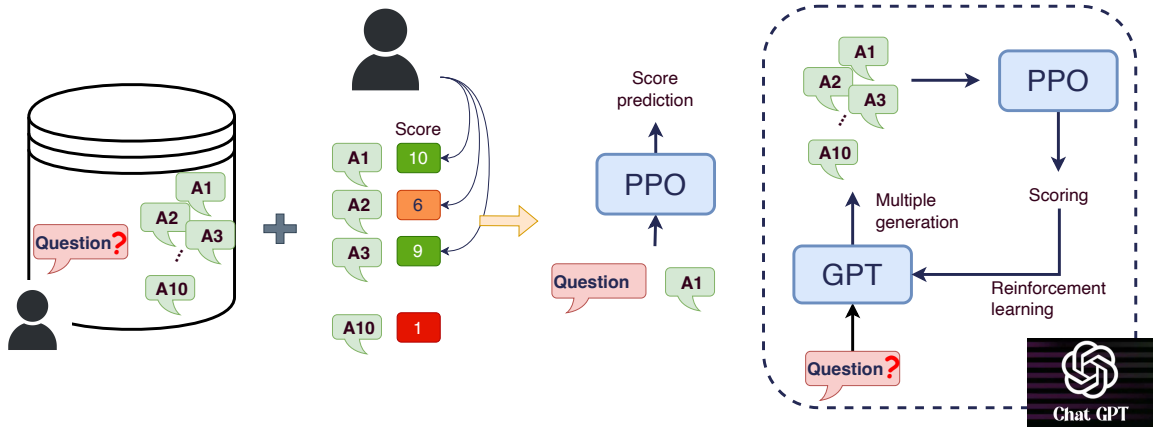 Question?
A1
A2
A3
A10
Score
A1
10
A2
6
A3
9
A10
1
Score
prediction
PPO
Question
A1
A1
A2
A3
A10
PPO
Multiple
generation
Scoring
GPT
Reinforcement
learning
Question?
Chat GPT